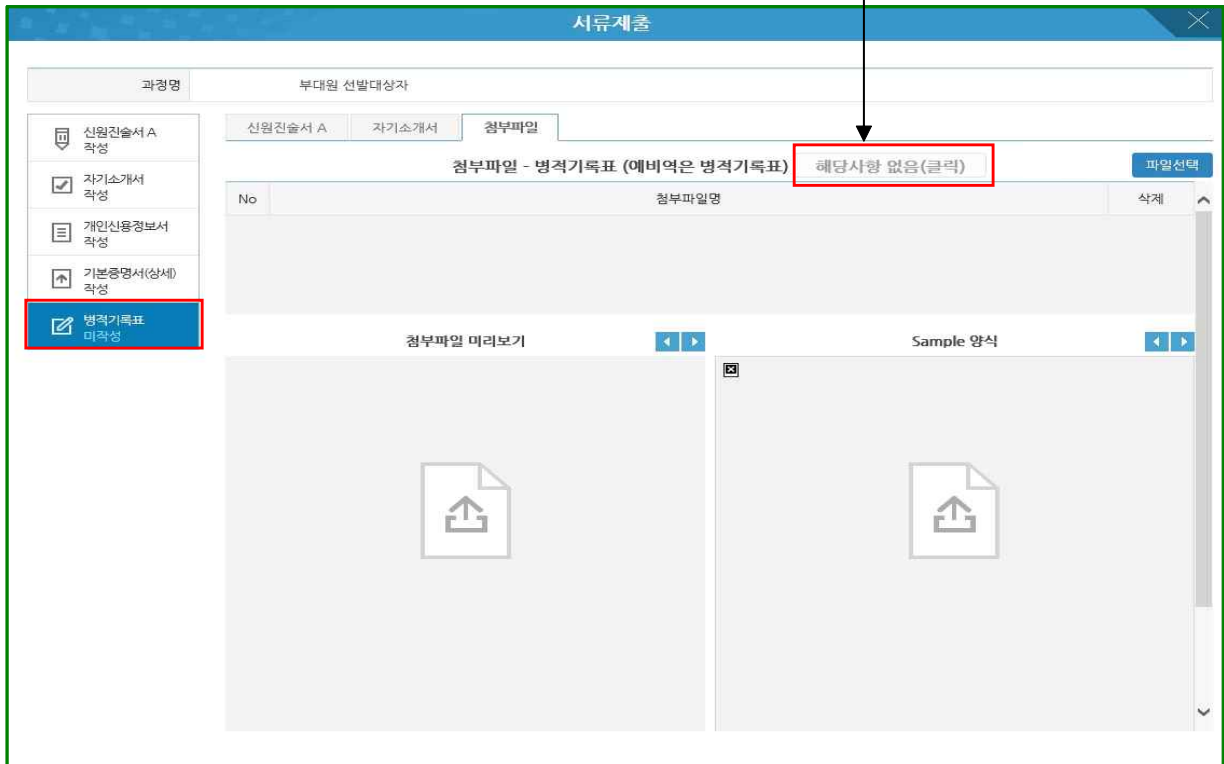 서류제출
과정명 부대원 선발대상자
신원진술서 A
작성
자기소개서
작성
개인신용정보서
작성
기본증명서(상세)
작성
병적기록표
미작성
신원진술서 A 자기소개서 첨부파일
첨부파일 - 병적기록표 (예비역은 병적기록표) 해당사항 없음(클릭) 파일선택
No 첨부파일명 삭제
첨부파일 미리보기 Sample 양식